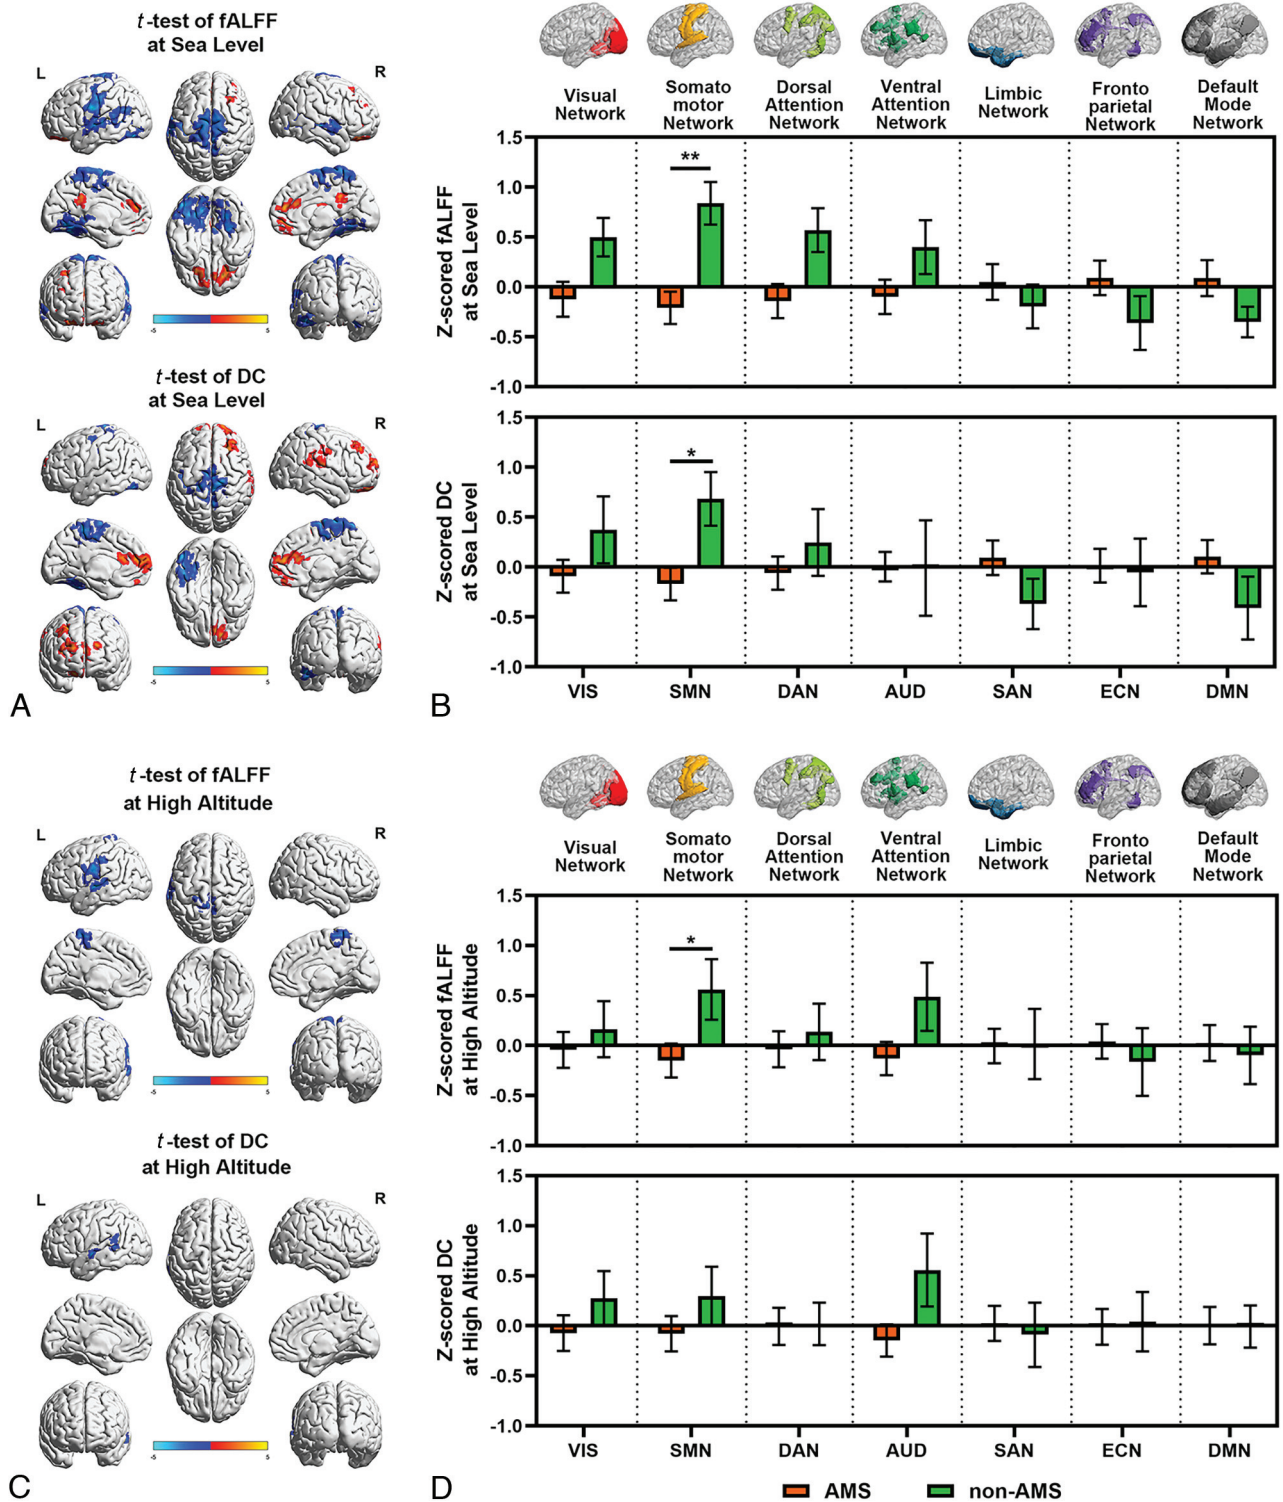 t-test of fALFF
at Sea Level
L
R
-5
5
t-test of DC
at Sea Level
L
R
-5
5
A
Visual
Network
Somato
motor
Network
Dorsal
Attention
Network
Ventral
Attention
Network
Limbic
Network
Fronto
parietal
Network
Default
Mode
Network
Z-scored fALFF
at Sea Level
1.5
1.0
0.5
0.0
-0.5
-1.0
**
Z-scored DC
at Sea Level
1.5
1.0
0.5
0.0
-0.5
-1.0
*
VIS
SMN
DAN
AUD
SAN
ECN
DMN
B
t-test of fALFF
at High Altitude
L
R
-5
5
t-test of DC
at High Altitude
L
R
-5
5
C
Visual
Network
Somato
motor
Network
Dorsal
Attention
Network
Ventral
Attention
Network
Limbic
Network
Fronto
parietal
Network
Default
Mode
Network
Z-scored fALFF
at High Altitude
1.5
1.0
0.5
0.0
-0.5
-1.0
*
Z-scored DC
at High Altitude
1.5
1.0
0.5
0.0
-0.5
-1.0
VIS
SMN
DAN
AUD
SAN
ECN
DMN
D
AMS
non-AMS